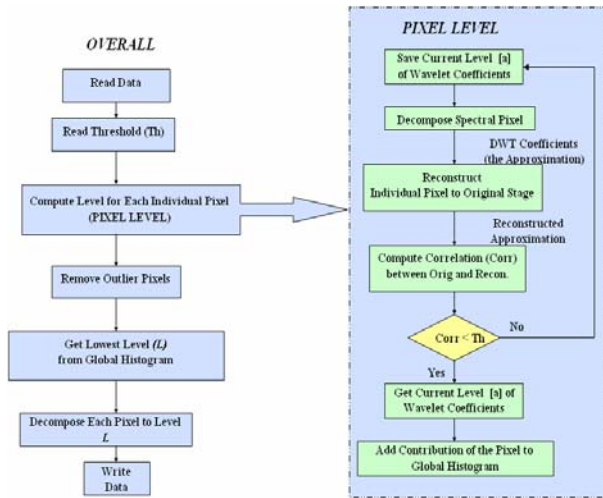 OVERALL
Read Data
Read Threshold (Th)
Compute Level for Each Individual Pixel
(PIXEL LEVEL)
Remove Outlier Pixels
Get Lowest Level (L)
from Global Histogram
Decompose Each Pixel to Level
L
Write
Data
PIXEL LEVEL
Save Current Level [a]
of Wavelet Coefficients
Decompose Spectral Pixel
DWT Coefficients
(the Approximation)
Reconstruct
Individual Pixel to Original Stage
Reconstructed
Approximation
Compute Correlation (Corr)
between Orig and Recon.
Corr < Th
No
Yes
Get Current Level [a] of
Wavelet Coefficients
Add Contribution of the Pixel to
Global Histogram